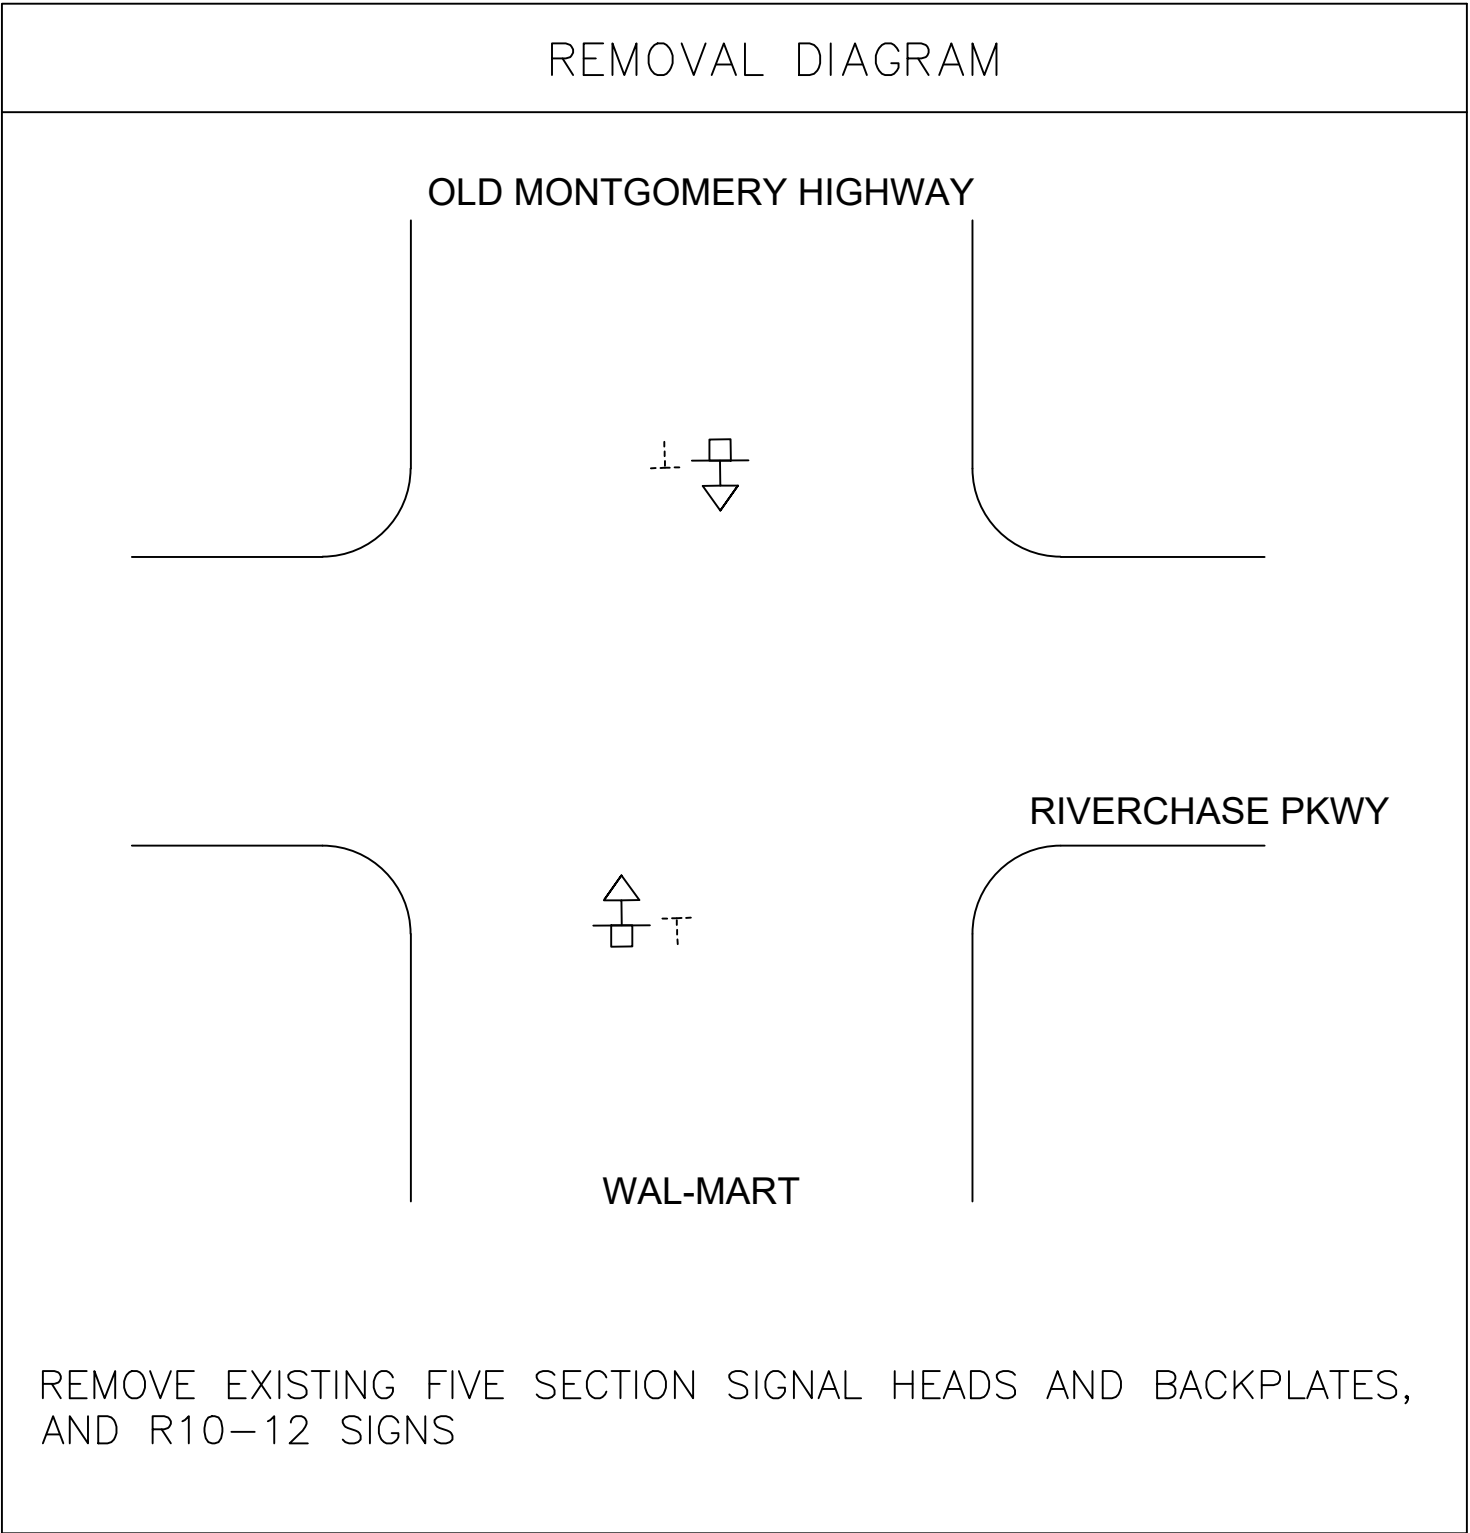 REMOVAL DIAGRAM
OLD MONTGOMERY HIGHWAY
RIVERCHASE PKWY
WAL-MART
REMOVE EXISTING FIVE SECTION SIGNAL HEADS AND BACKPLATES,
AND R10-12 SIGNS